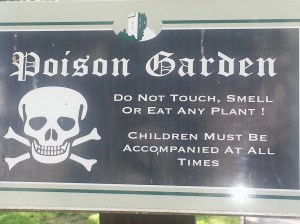 Poison Garden
Do Not Touch, Smell
Or Eat Any Plant !
Children Must Be
Accompanied At All
Times